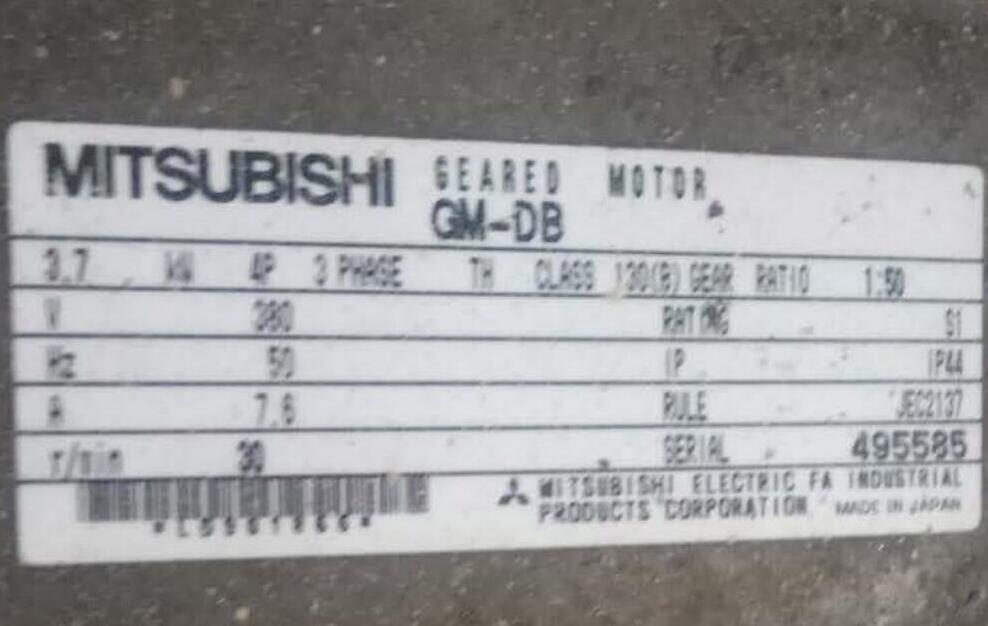 MITSUBISHI GEARED MOTOR
GM-DB
3.7 kW 4P 3 PHASE TH CLASS 130(B) GEAR RATIO 1:50
V 380 RATING S1
Hz 50 IP IP44
A 7.6 RULE JEC2137
r/min 30 SERIAL 495585
MITSUBISHI ELECTRIC FA INDUSTRIAL
PRODUCTS CORPORATION MADE IN JAPAN